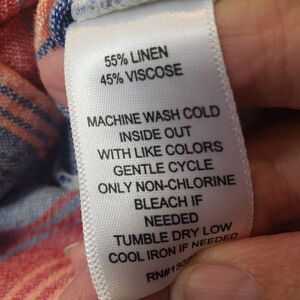 55% LINEN
45% VISCOSE
MACHINE WASH COLD
INSIDE OUT
WITH LIKE COLORS
GENTLE CYCLE
ONLY NON-CHLORINE
BLEACH IF
NEEDED
TUMBLE DRY LOW
COOL IRON IF NEEDED